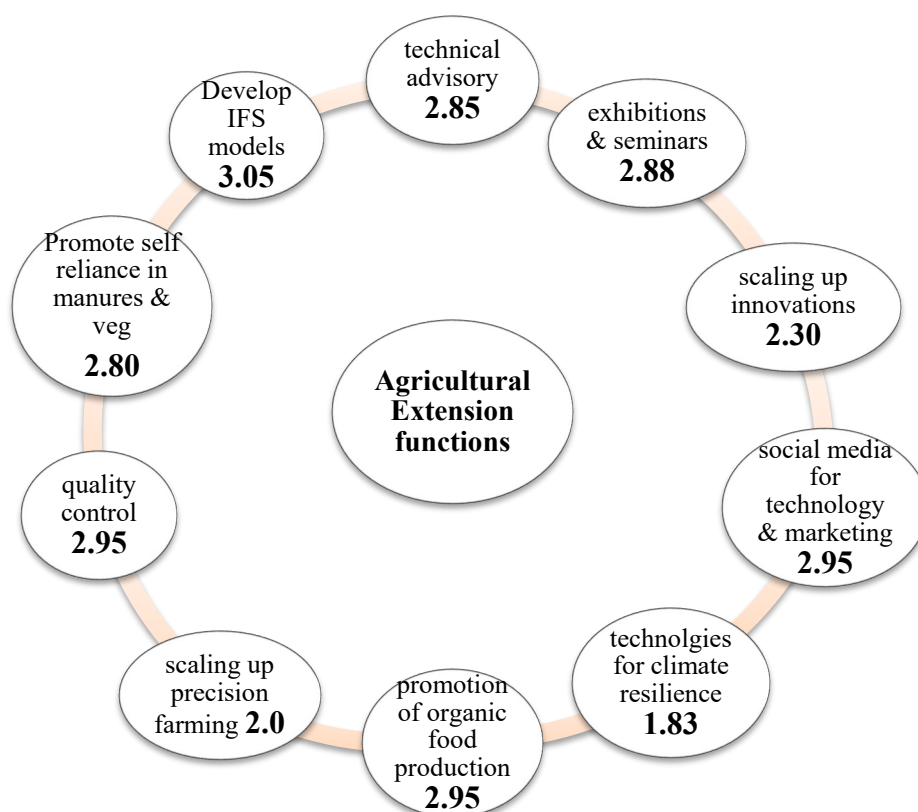 technical
advisory
2.85
exhibitions
& seminars
2.88
scaling up
innovations
2.30
social media
for
technology
& marketing
2.95
technolgies
for climate
resilience
1.83
promotion
of organic
food
production
2.95
scaling up
precision
farming 2.0
quality
control
2.95
Promote self
reliance in
manures &
veg
2.80
Develop
IFS
models
3.05
Agricultural
Extension
functions